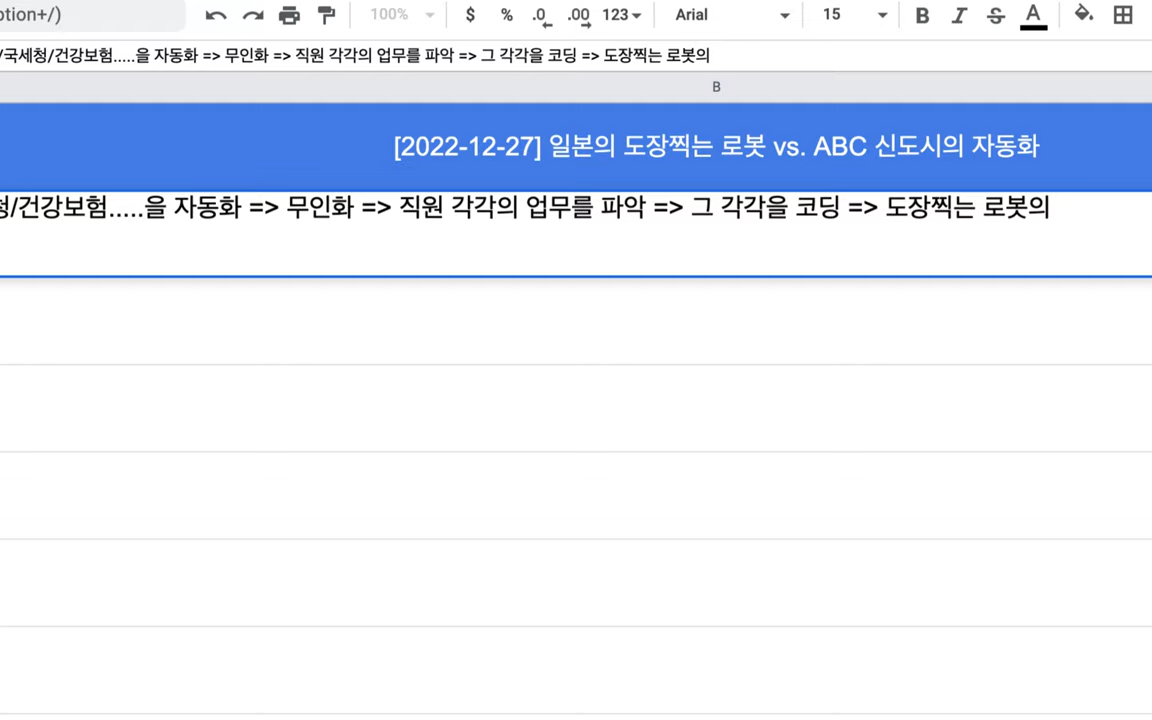 ption+/)
100%
$
%
.0
.00
123
Arial
15
B
I
S
A
/국세청/건강보험.....을 자동화 => 무인화 => 직원 각각의 업무를 파악 => 그 각각을 코딩 => 도장찍는 로봇의
B
[2022-12-27] 일본의 도장찍는 로봇 vs. ABC 신도시의 자동화
청/건강보험.....을 자동화 => 무인화 => 직원 각각의 업무를 파악 => 그 각각을 코딩 => 도장찍는 로봇의